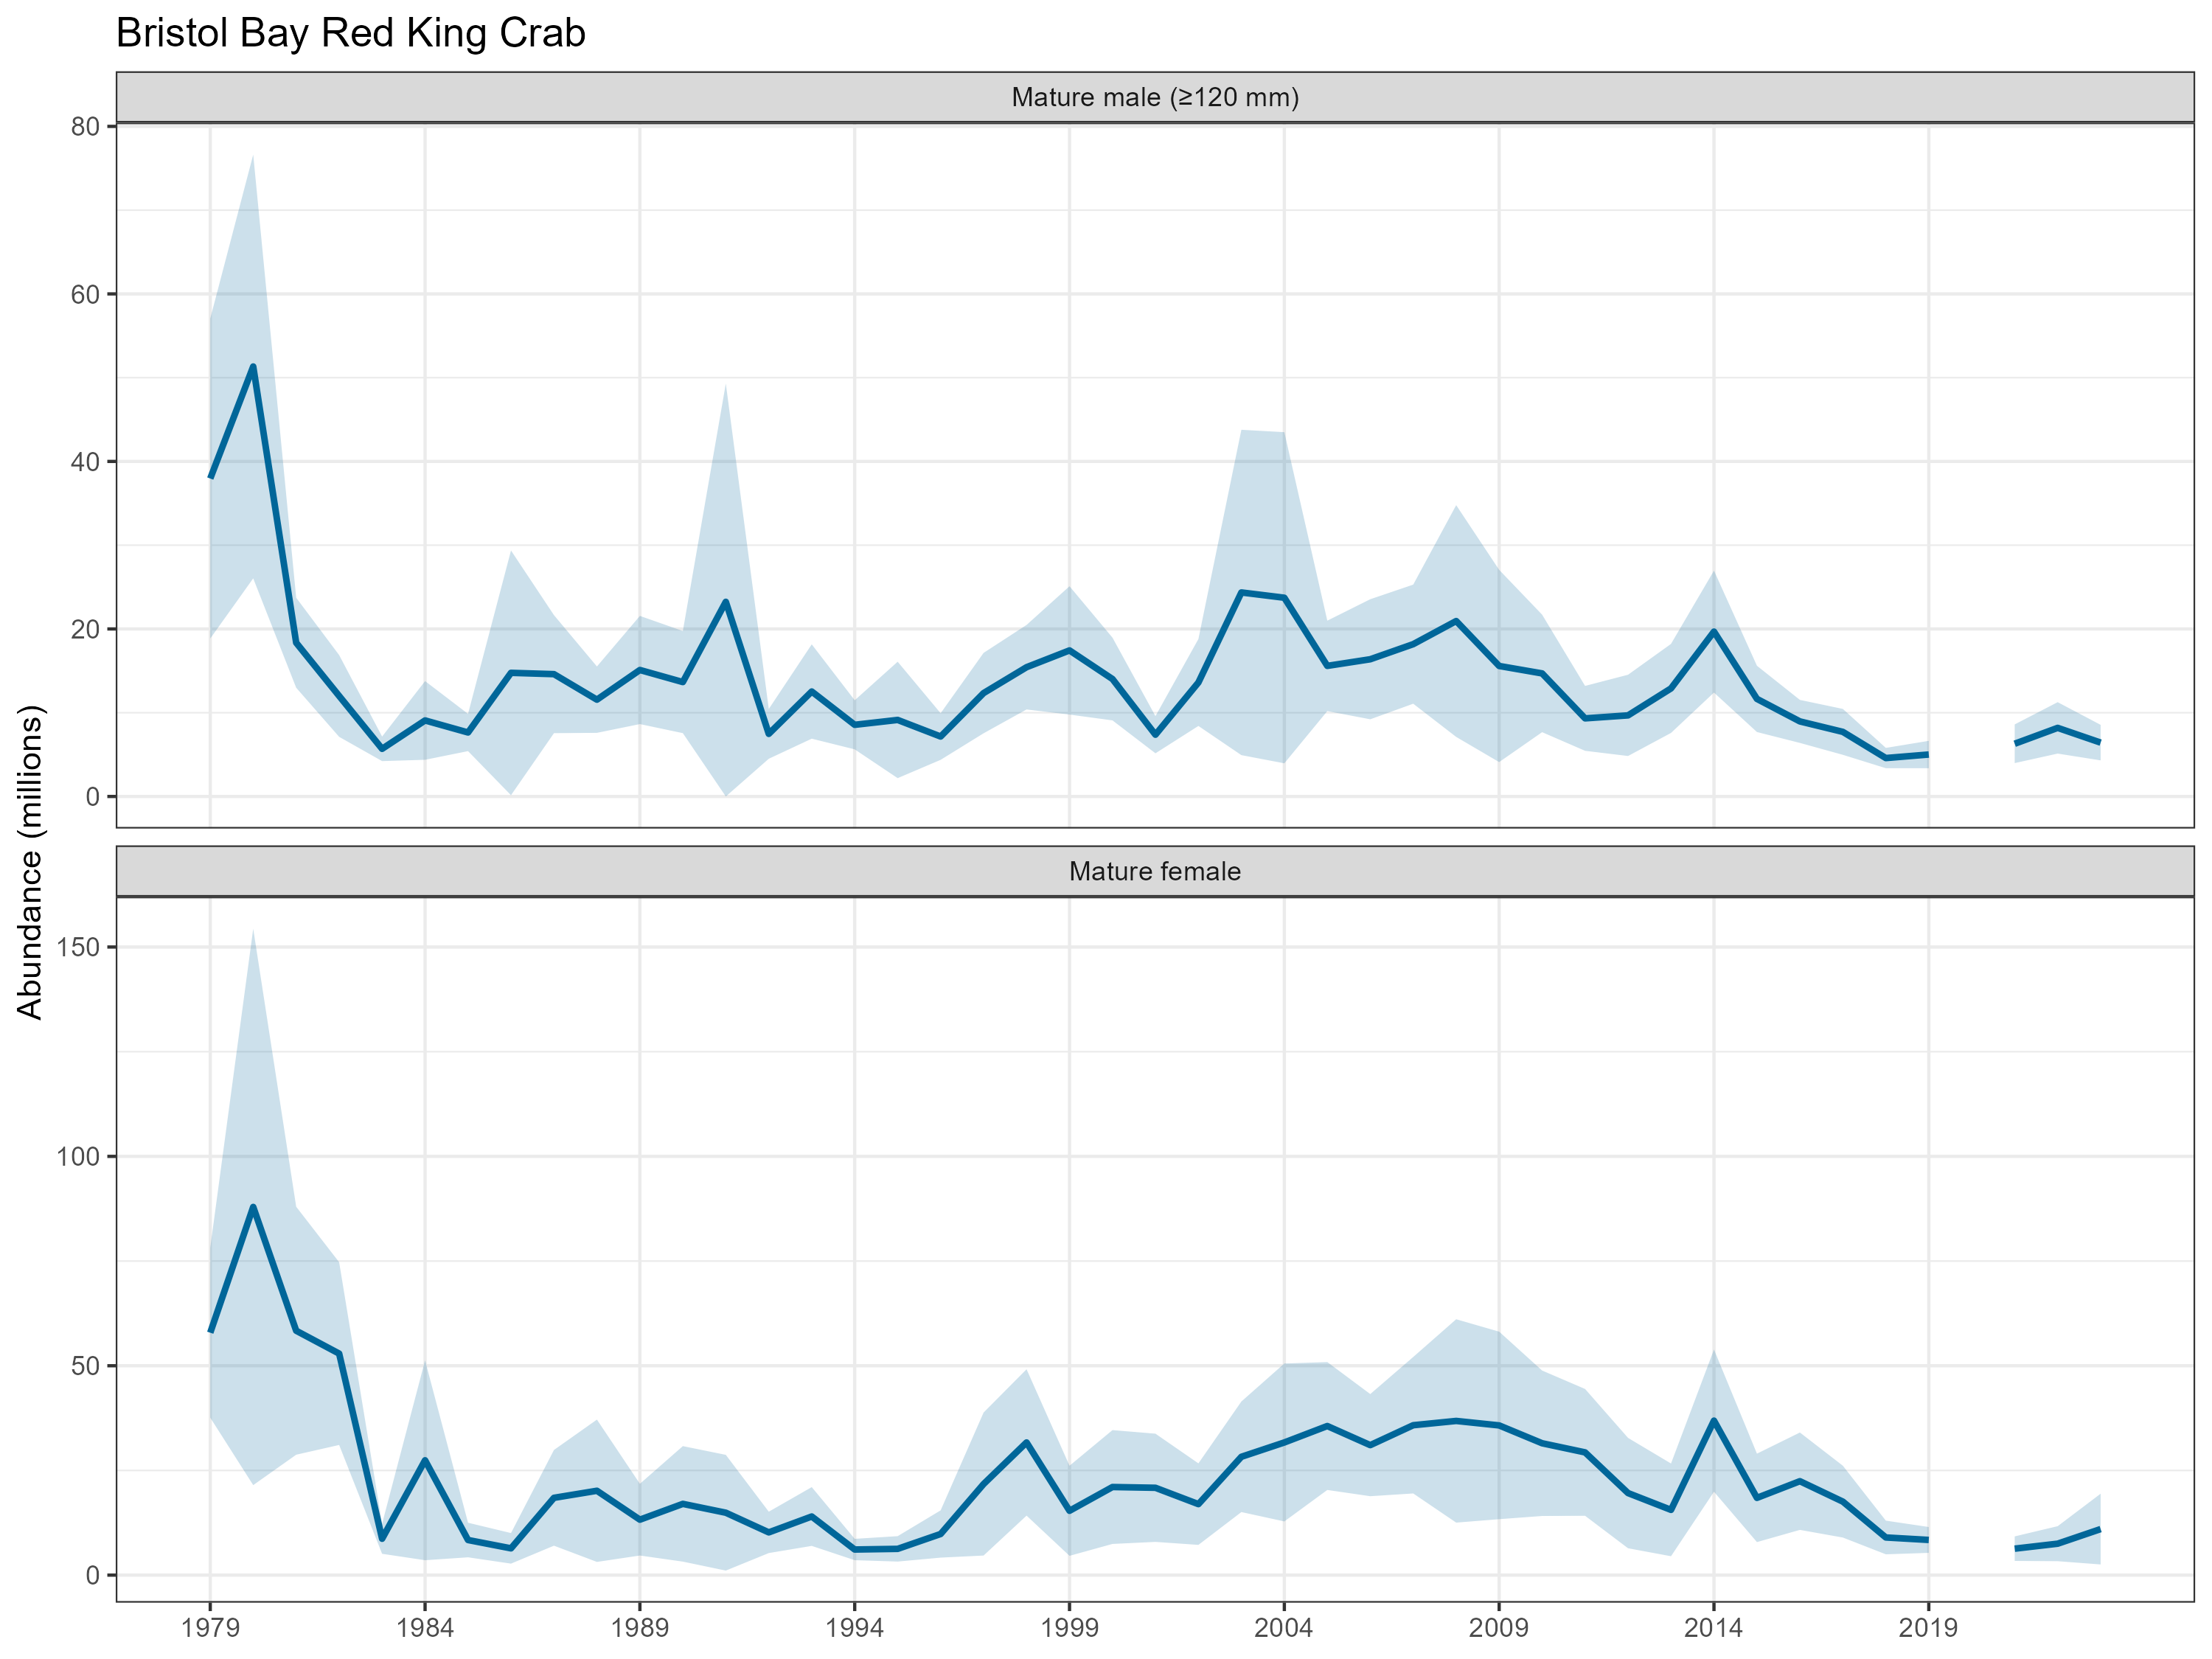 Bristol Bay Red King Crab
Mature male (≥120 mm)
80
60
40
20
0
Abundance (millions)
Mature female
150
100
50
0
1979 1984 1989 1994 1999 2004 2009 2014 2019